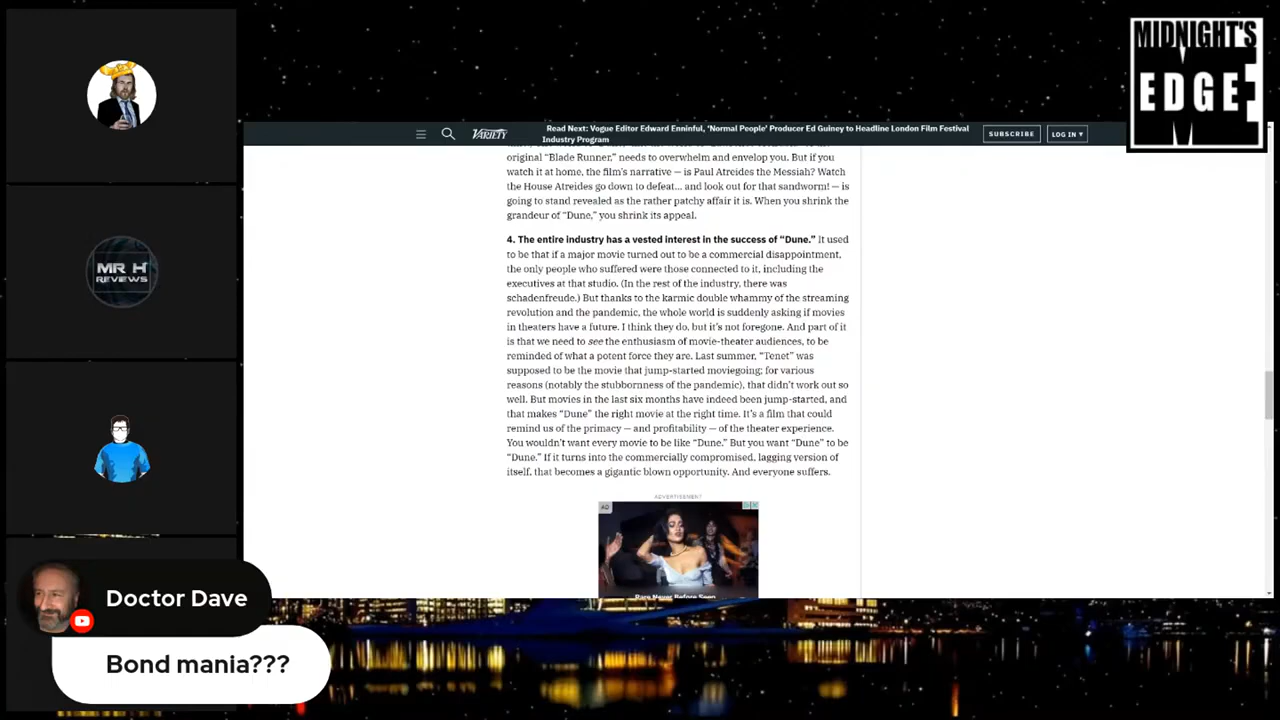 MIDNIGHT'S
EDGE
MR H
REVIEWS
VARIETY
Read Next: Vogue Editor Edward Enninful, ‘Normal People’ Producer Ed Guiney to Headline London Film Festival
Industry Program
SUBSCRIBE
LOG IN ▾
original “Blade Runner,” needs to overwhelm and envelop you. But if you
watch it at home, the film's narrative — is Paul Atreides the Messiah? Watch
the House Atreides go down to defeat… and look out for that sandworm! — is
going to stand revealed as the rather patchy affair it is. When you shrink the
grandeur of “Dune,” you shrink its appeal.
4. The entire industry has a vested interest in the success of “Dune.” It used
to be that if a major movie turned out to be a commercial disappointment,
the only people who suffered were those connected to it, including the
executives at that studio. (In the rest of the industry, there was
schadenfreude.) But thanks to the karmic double whammy of the streaming
revolution and the pandemic, the whole world is suddenly asking if movies
in theaters have a future. I think they do, but it's not foregone. And part of it
is that we need to see the enthusiasm of movie-theater audiences, to be
reminded of what a potent force they are. Last summer, “Tenet” was
supposed to be the movie that jump-started moviegoing; for various
reasons (notably the stubbornness of the pandemic), that didn't work out so
well. But movies in the last six months have indeed been jump-started, and
that makes “Dune” the right movie at the right time. It's a film that could
remind us of the primacy — and profitability — of the theater experience.
You wouldn't want every movie to be like “Dune.” But you want “Dune” to be
“Dune.” If it turns into the commercially compromised, lagging version of
itself, that becomes a gigantic blown opportunity. And everyone suffers.
ADVERTISEMENT
AD
Rare Never Before Seen
Doctor Dave
Bond mania???